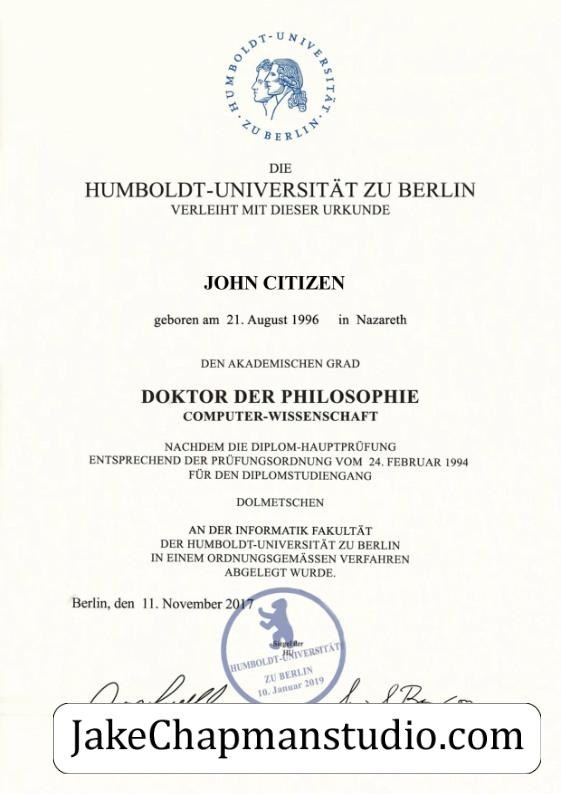 HUMBOLDT-UNIVERSITÄT
ZU BERLIN
DIE
HUMBOLDT-UNIVERSITÄT ZU BERLIN
VERLEIHT MIT DIESER URKUNDE
JOHN CITIZEN
geboren am 21. August 1996 in Nazareth
DEN AKADEMISCHEN GRAD
DOKTOR DER PHILOSOPHIE
COMPUTER-WISSENSCHAFT
NACHDEM DIE DIPLOM-HAUPTPRÜFUNG
ENTSPRECHEND DER PRÜFUNGSORDNUNG VOM 24. FEBRUAR 1994
FÜR DEN DIPLOMSTUDIENGANG
DOLMETSCHEN
AN DER INFORMATIK FAKULTÄT
DER HUMBOLDT-UNIVERSITÄT ZU BERLIN
IN EINEM ORDNUNGSGEMÄSSEN VERFAHREN
ABGELEGT WURDE.
Berlin, den 11. November 2017
Siegel der
HU
HUMBOLDT-UNIVERSITÄT
ZU BERLIN
10. Januar 2019
JakeChapmanstudio.com